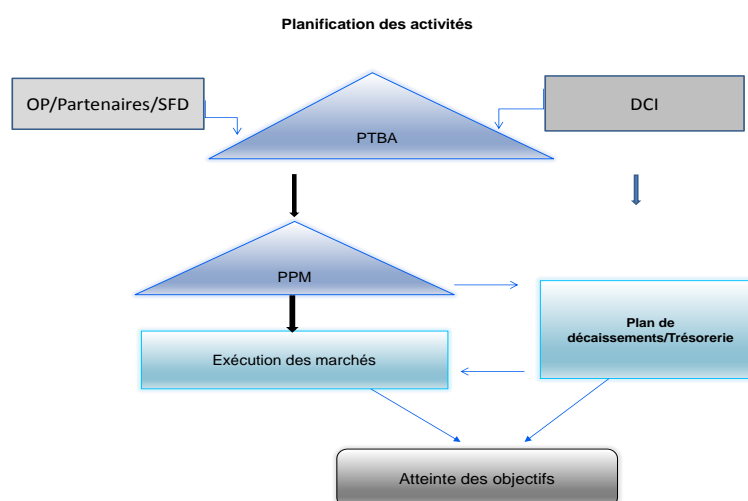 Planification des activités
OP/Partenaires/SFD
DCI
PTBA
PPM
Plan de
décaissements/Trésorerie
Exécution des marchés
Atteinte des objectifs